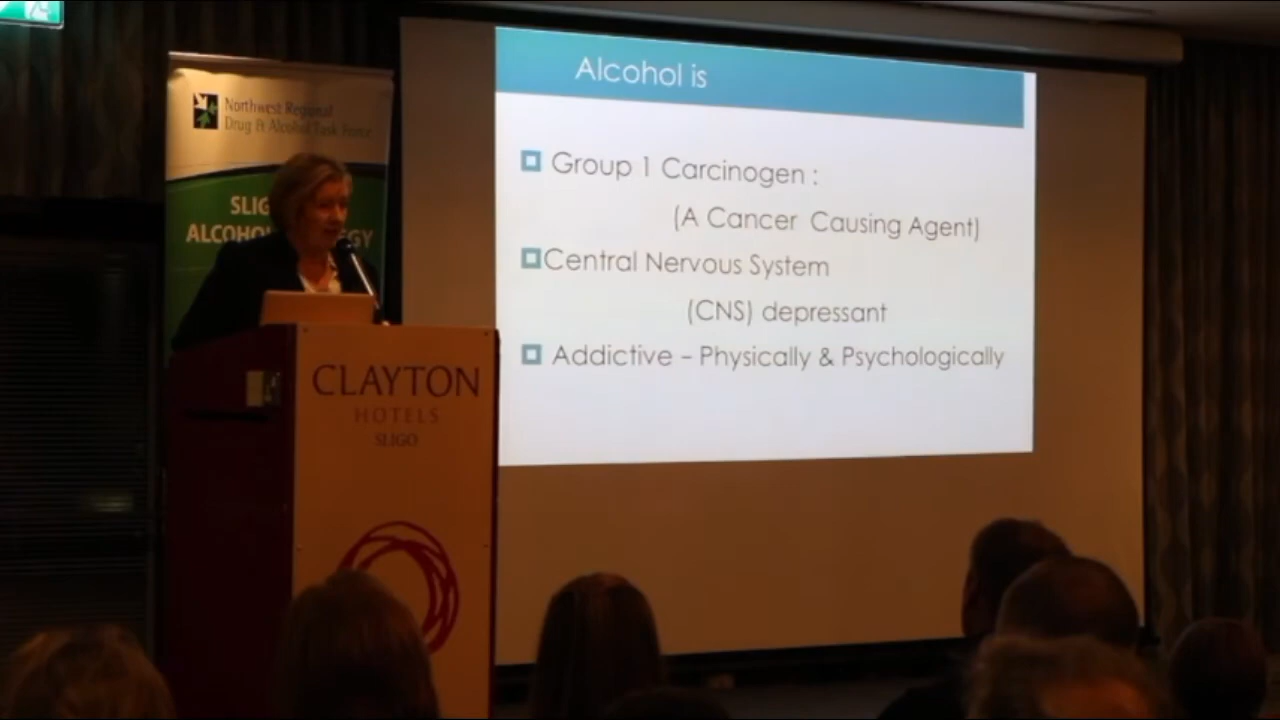 Northwest Regional
Drug & Alcohol Task Force
Alcohol is
Group 1 Carcinogen :
(A Cancer Causing Agent)
Central Nervous System
(CNS) depressant
Addictive – Physically & Psychologically
CLAYTON
HOTELS
SLIGO